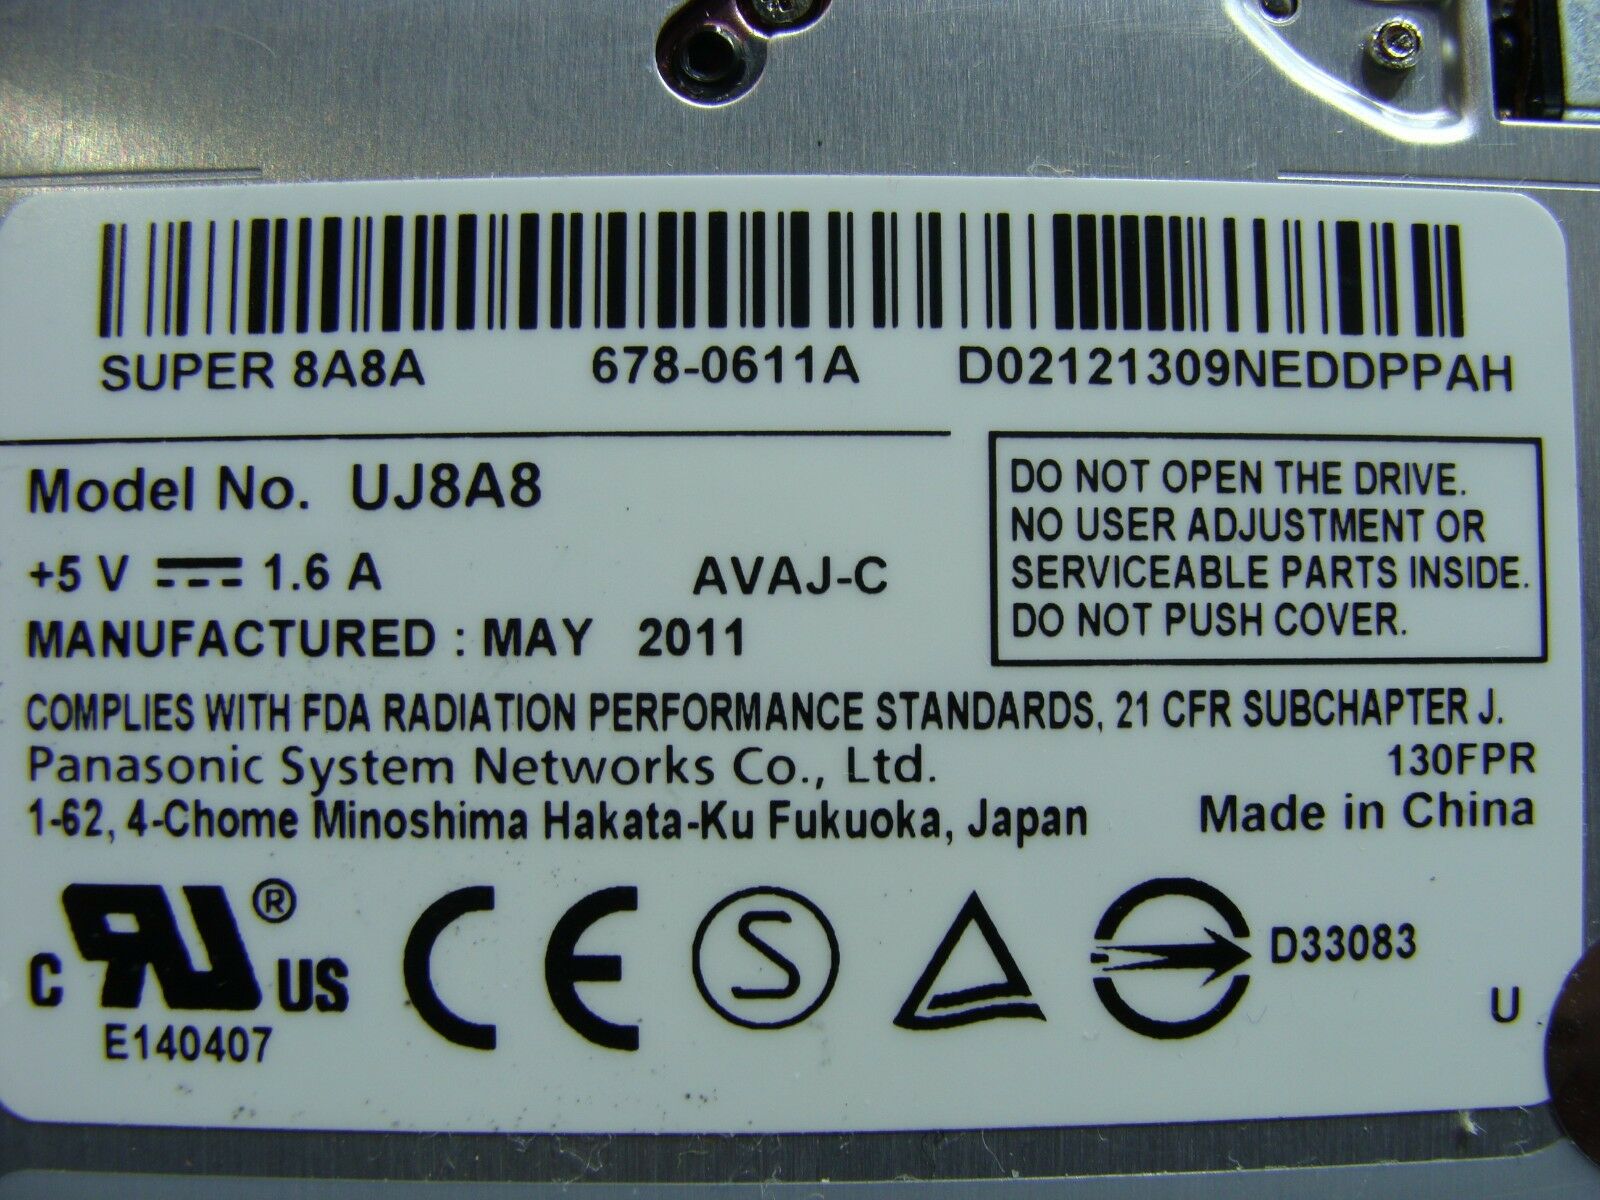 SUPER 8A8A 678-0611A D02121309NEDDPPAH
Model No. UJ8A8
+5 V ⎓ 1.6 A AVAJ-C
MANUFACTURED : MAY 2011
DO NOT OPEN THE DRIVE.
NO USER ADJUSTMENT OR
SERVICEABLE PARTS INSIDE.
DO NOT PUSH COVER.
COMPLIES WITH FDA RADIATION PERFORMANCE STANDARDS, 21 CFR SUBCHAPTER J.
Panasonic System Networks Co., Ltd. 130FPR
1-62, 4-Chome Minoshima Hakata-Ku Fukuoka, Japan Made in China
C RU ® US CE S D33083
E140407
U